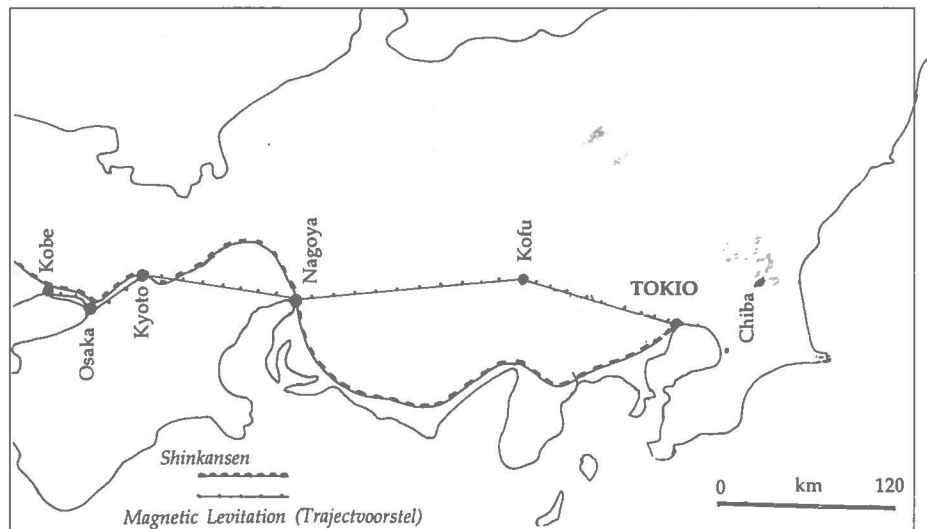 Kobe
Osaka
Kyoto
Nagoya
Kofu
TOKIO
Chiba
Shinkansen
Magnetic Levitation (Trajectvoorstel)
0 km 120